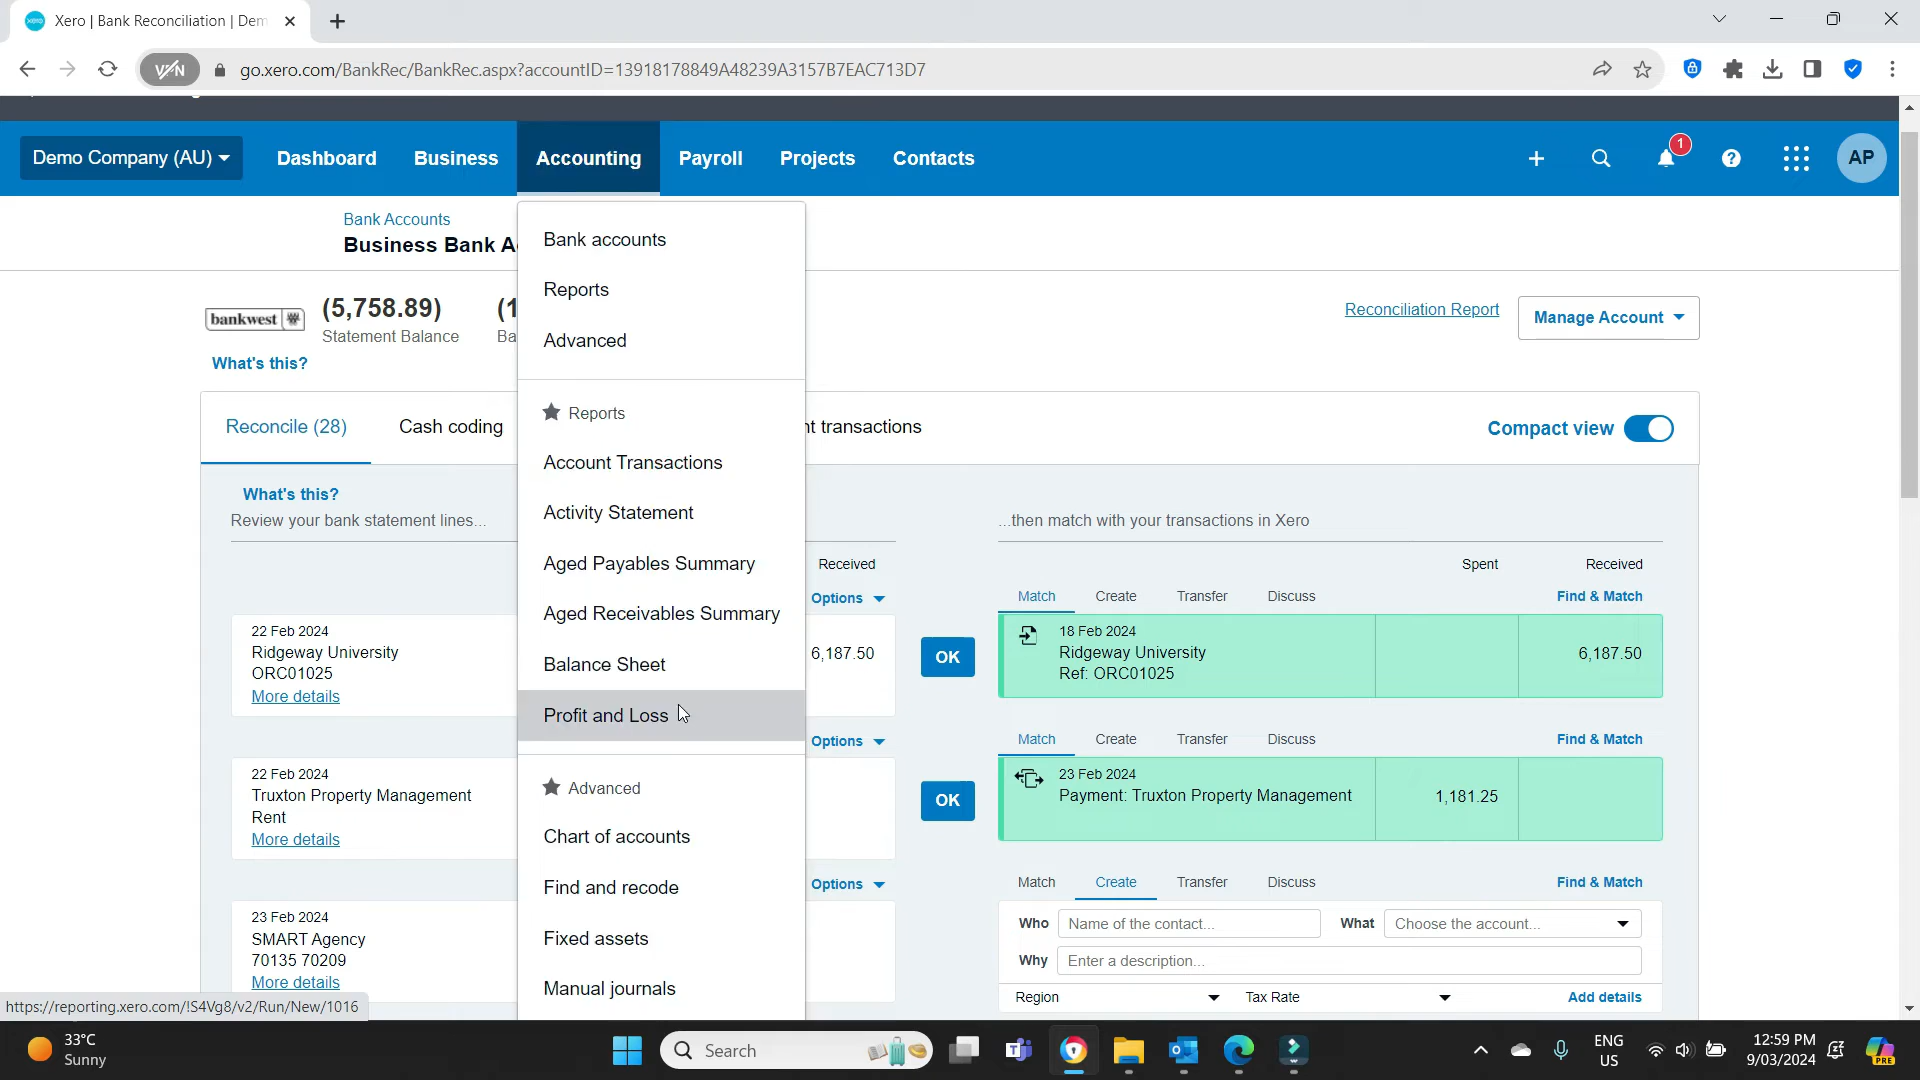 Xero | Bank Reconciliation | Dem
VPN
go.xero.com/BankRec/BankRec.aspx?accountID=13918178849A48239A3157B7EAC713D7
Demo Company (AU)
Dashboard
Business
Accounting
Payroll
Projects
Contacts
1
AP
Bank Accounts
Business Bank A
Bank accounts
Reports
Advanced
Reports
Account Transactions
Activity Statement
Aged Payables Summary
Aged Receivables Summary
Balance Sheet
Profit and Loss
Advanced
Chart of accounts
Find and recode
Fixed assets
Manual journals
bankwest
(5,758.89)
Statement Balance
(1
Ba
What's this?
Reconciliation Report
Manage Account
Reconcile (28)
Cash coding
nt transactions
Compact view
What's this?
Review your bank statement lines...
...then match with your transactions in Xero
Received
Spent
Received
Options
Match
Create
Transfer
Discuss
Find & Match
22 Feb 2024
Ridgeway University
ORC01025
More details
6,187.50
OK
18 Feb 2024
Ridgeway University
Ref: ORC01025
6,187.50
Options
Match
Create
Transfer
Discuss
Find & Match
22 Feb 2024
Truxton Property Management
Rent
More details
OK
23 Feb 2024
Payment: Truxton Property Management
1,181.25
Options
Match
Create
Transfer
Discuss
Find & Match
23 Feb 2024
SMART Agency
70135 70209
More details
Who
Name of the contact...
What
Choose the account...
Why
Enter a description...
Region
Tax Rate
Add details
https://reporting.xero.com/!S4Vg8/v2/Run/New/1016
33°C
Sunny
Search
ENG
US
12:59 PM
9/03/2024
PRE